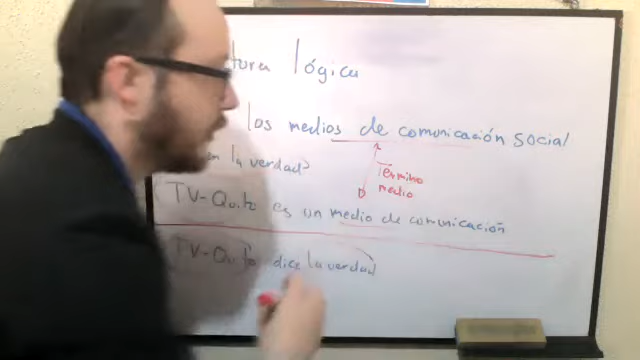 lógica
los medios de comunicación social
la verdad
Término
medio
TV-Quito es un medio de comunicación
TV-Quito dice la verdad